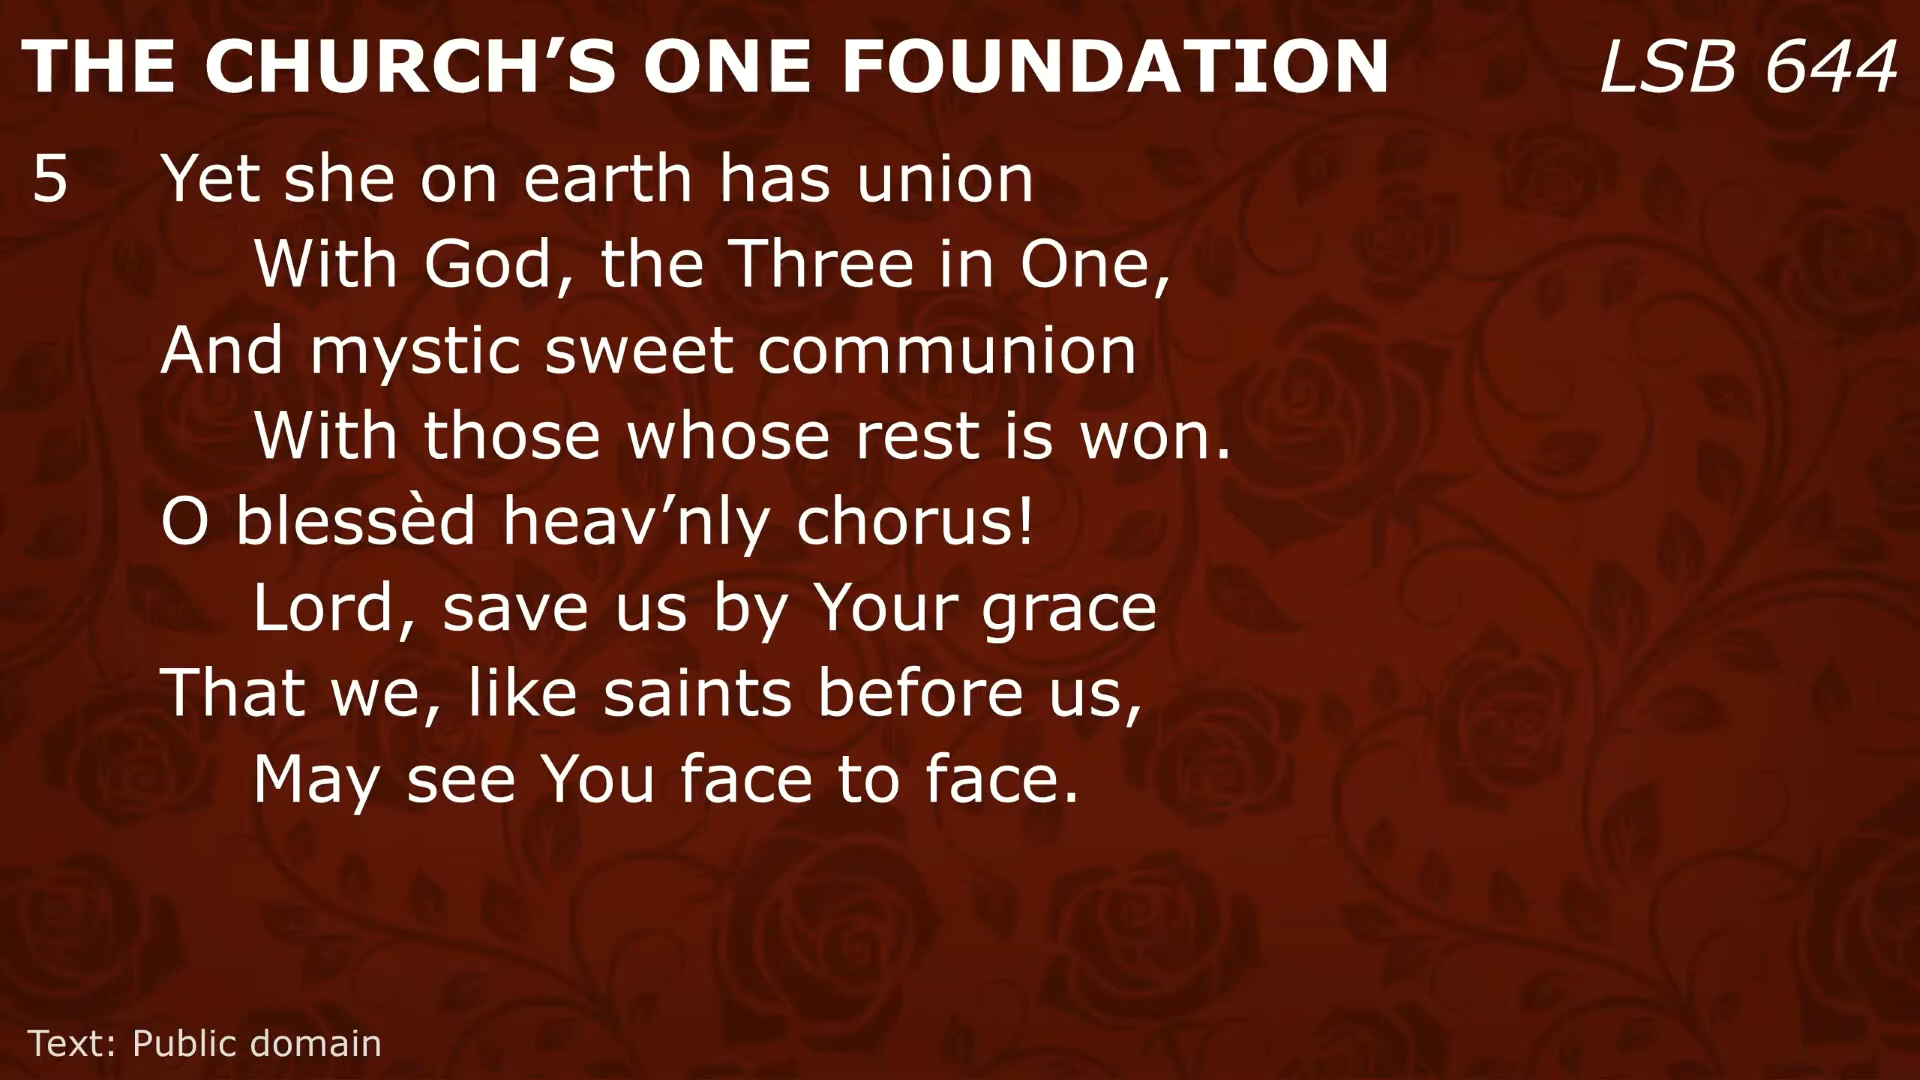 THE CHURCH’S ONE FOUNDATION LSB 644
5 Yet she on earth has union
With God, the Three in One,
And mystic sweet communion
With those whose rest is won.
O blessèd heav’nly chorus!
Lord, save us by Your grace
That we, like saints before us,
May see You face to face.
Text: Public domain